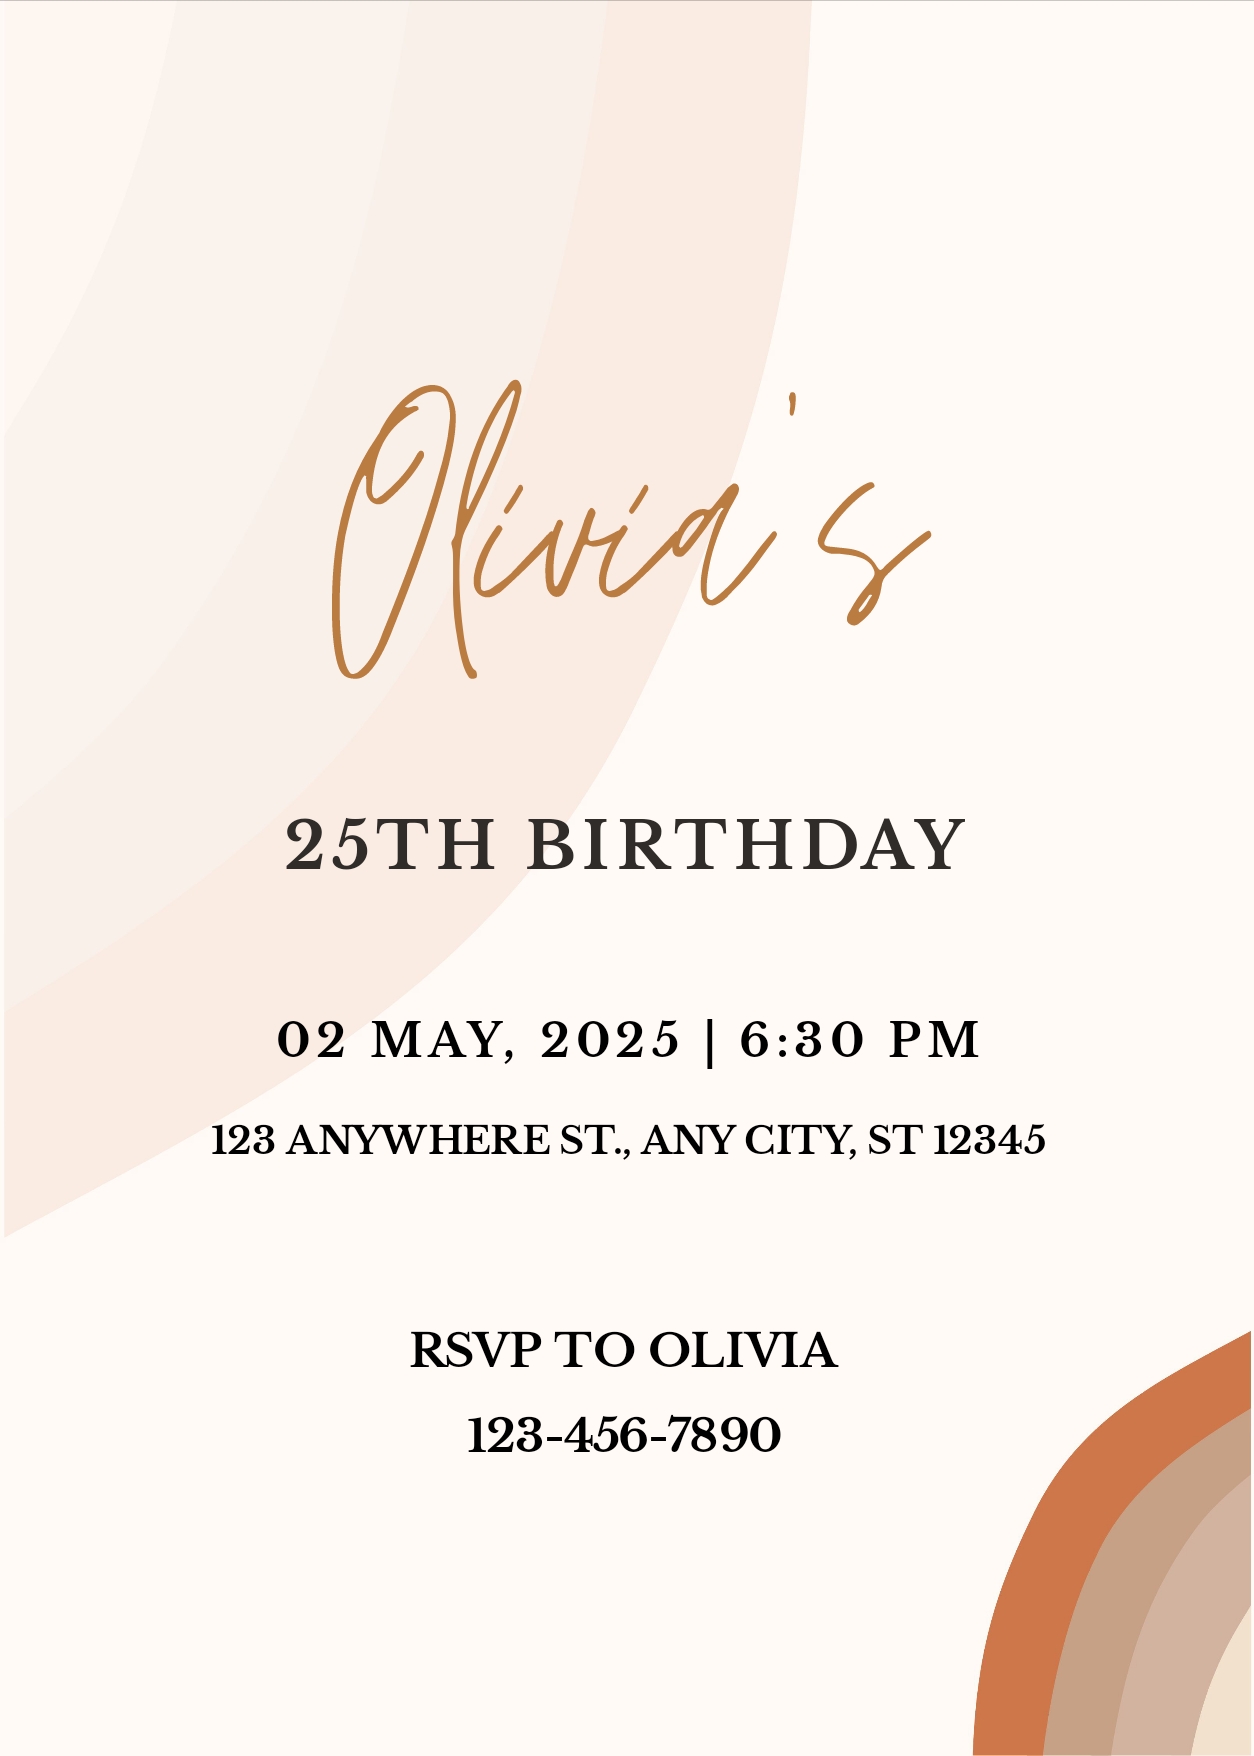 Olivia's
25TH BIRTHDAY
02 MAY, 2025 | 6:30 PM
123 ANYWHERE ST., ANY CITY, ST 12345
RSVP TO OLIVIA
123-456-7890